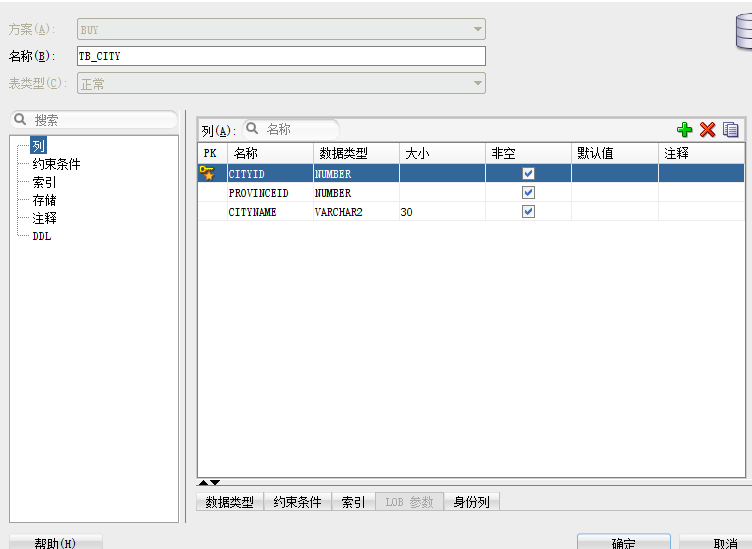 方案(A): BUY
名称(B): TB_CITY
表类型(C): 正常
搜索
列
约束条件
索引
存储
注释
DDL
列(A): 名称
PK 名称 数据类型 大小 非空 默认值 注释
CITYID NUMBER
PROVINCEID NUMBER
CITYNAME VARCHAR2 30
数据类型 约束条件 索引 LOB 参数 身份列
帮助(H) 确定 取消